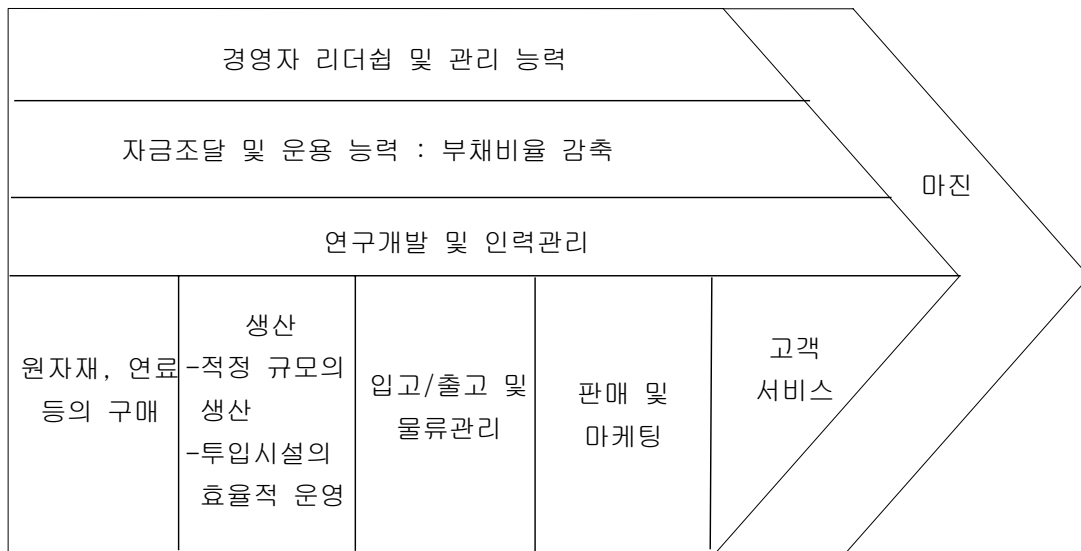 경영자 리더쉽 및 관리 능력
자금조달 및 운용 능력 : 부채비율 감축
마진
연구개발 및 인력관리
원자재, 연료
등의 구매
생산
-적정 규모의
생산
-투입시설의
효율적 운영
입고/출고 및
물류관리
판매 및
마케팅
고객
서비스